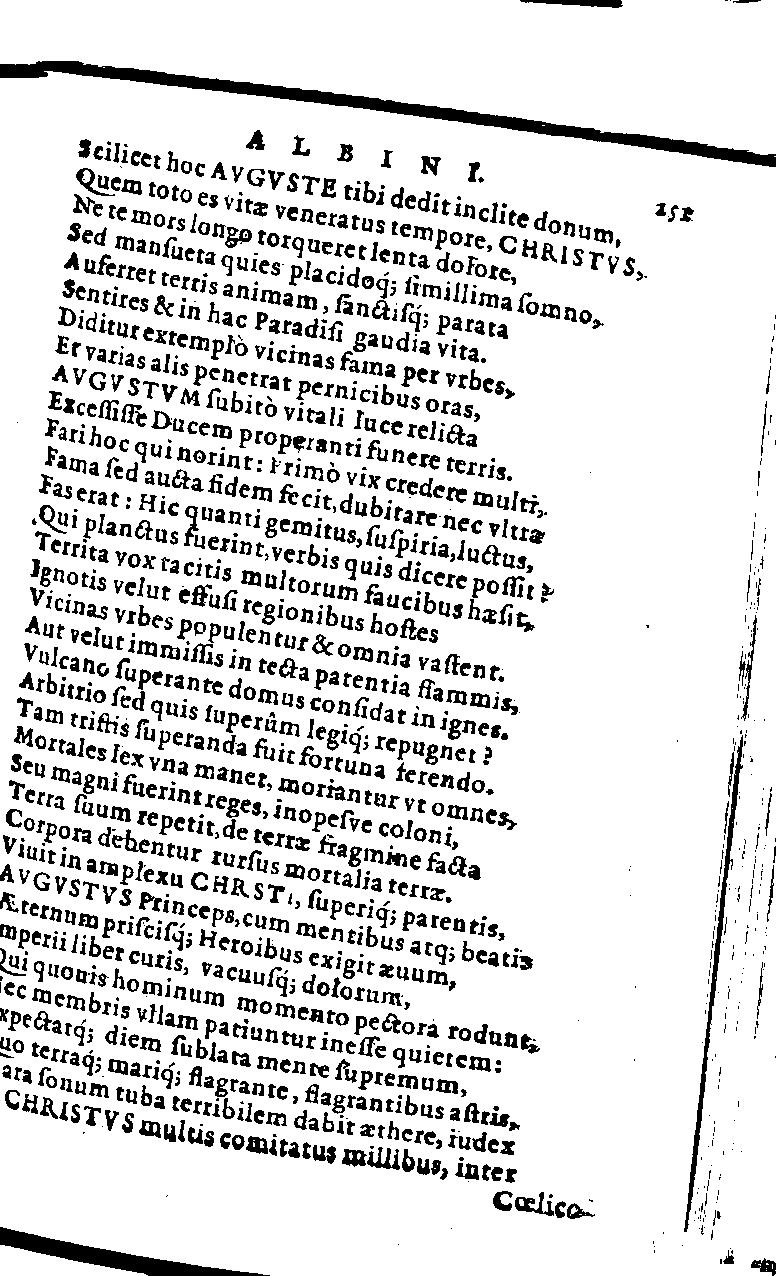 ALBINI.
151
Scilicet hoc AVGVSTE tibi dedit inclite donum,
Quem toto es vitæ veneratus tempore, CHRISTVS,
Ne te mors longo torqueret lenta dolore,
Sed manſueta quies placidoq́; ſimillima ſomno,
Auferret terris animam, ſanctiſq́; parata
Sentires & in hac Paradiſi gaudia vita.
Diditur extemplò vicinas fama per vrbes,
Et varias alis penetrat pernicibus oras,
AVGVSTVM ſubitò vitali luce relicta
Exceſſiſſe Ducem properanti funere terris.
Fari hoc qui norint: Primò vix credere multi,
Fama ſed aucta fidem fecit, dubitare nec vltra
Fas erat: Hic quanti gemitus, ſuſpiria, luctus,
Qui planctus fuerint, verbis quis dicere poſſit?
Territa vox tacitis multorum faucibus hæſit,
Ignotis velut effuſi regionibus hoſtes
Vicinas vrbes populentur & omnia vaſtent.
Aut velut immiſſis in tecta patentia flammis,
Vulcano ſuperante domus conſidat in ignes.
Arbitrio ſed quis ſuperûm legiq́; repugnet?
Tam triſtis ſuperanda fuit fortuna ferendo.
Mortales lex vna manet, moriantur vt omnes,
Seu magni fuerint reges, inopeſve coloni,
Terra ſuum repetit, de terræ fragmine facta
Corpora debentur rurſus mortalia terræ.
Viuit in amplexu CHRSTI, ſuperiq́; parentis,
AVGVSTVS Princeps, cum mentibus atq; beatis
Æternum priſciſq́; Heroibus exigit æuum,
mperii liber curis, vacuuſq́; dolorum,
Qui quouis hominum momento pectora rodunt,
ec membris vllam patiuntur ineſſe quietem:
xpectatq́; diem ſublata mente ſupremum,
uo terraq́; mariq́; flagrante, flagrantibus aſtris,
ara ſonum tuba terribilem dabit æthere, iudex
CHRISTVS multis comitatus millibus, inter
Cœlico-